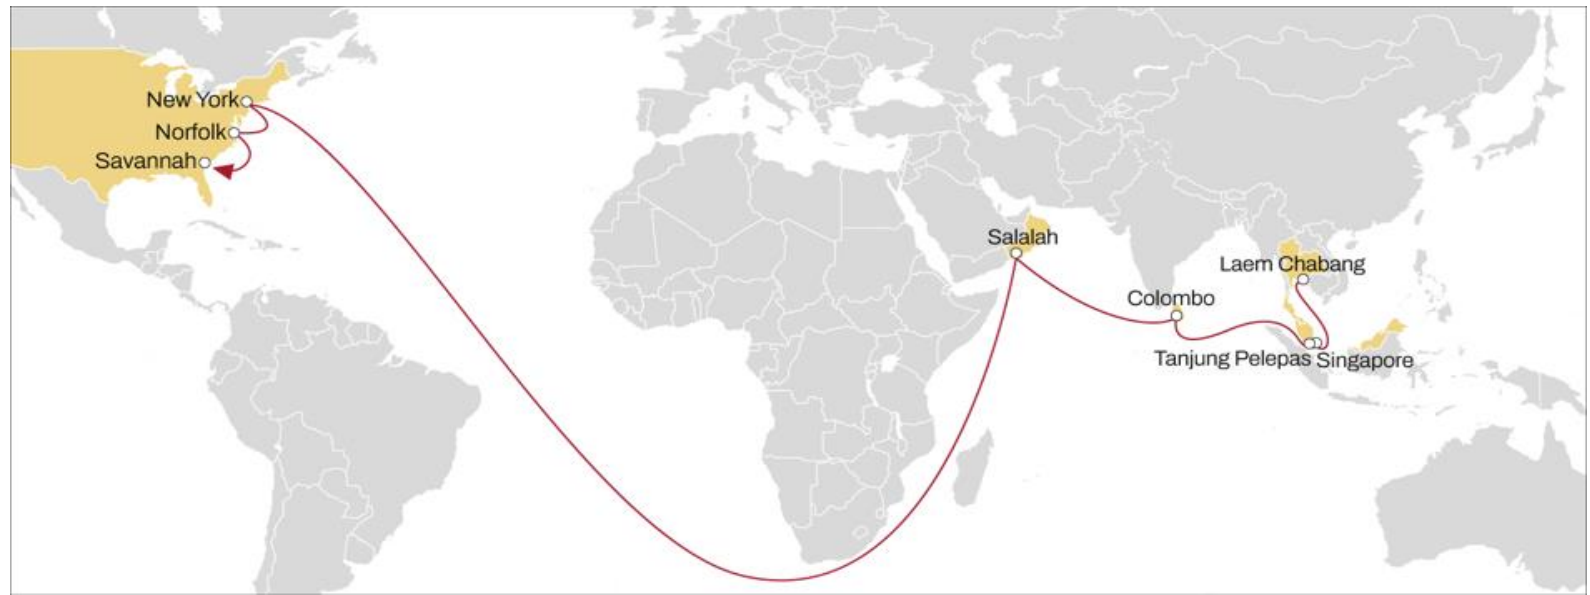 New York
Norfolk
Savannah
Salalah
Laem Chabang
Colombo
Tanjung Pelepas
Singapore